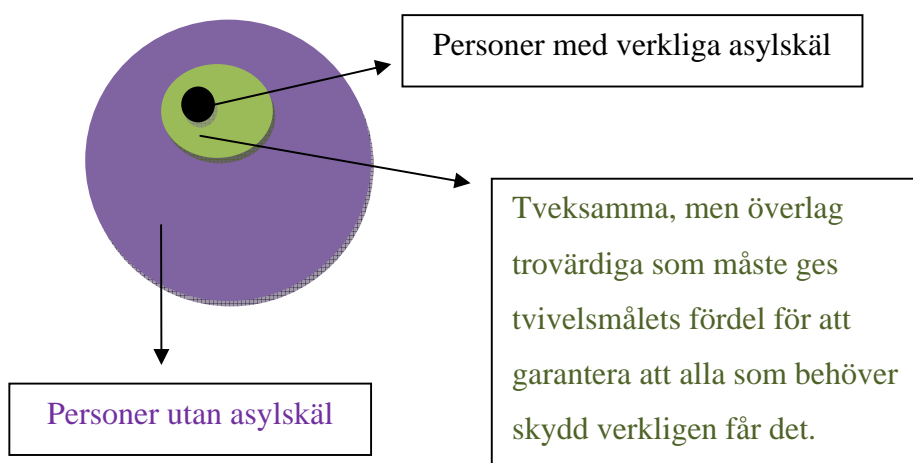 Personer med verkliga asylskäl
Tveksamma, men överlag
trovärdiga som måste ges
tvivelsmålets fördel för att
garantera att alla som behöver
skydd verkligen får det.
Personer utan asylskäl